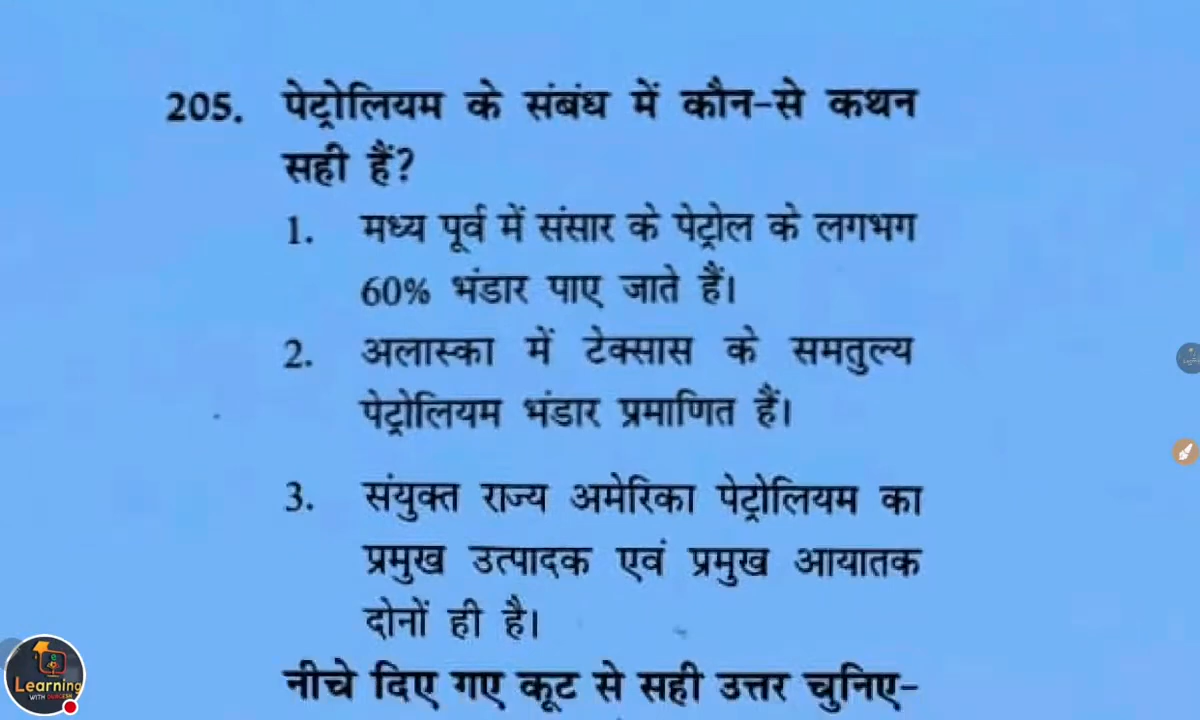 205. पेट्रोलियम के संबंध में कौन-से कथन
सही हैं?
1. मध्य पूर्व में संसार के पेट्रोल के लगभग
60% भंडार पाए जाते हैं।
2. अलास्का में टेक्सास के समतुल्य
पेट्रोलियम भंडार प्रमाणित हैं।
3. संयुक्त राज्य अमेरिका पेट्रोलियम का
प्रमुख उत्पादक एवं प्रमुख आयातक
दोनों ही है।
नीचे दिए गए कूट से सही उत्तर चुनिए-
Learning